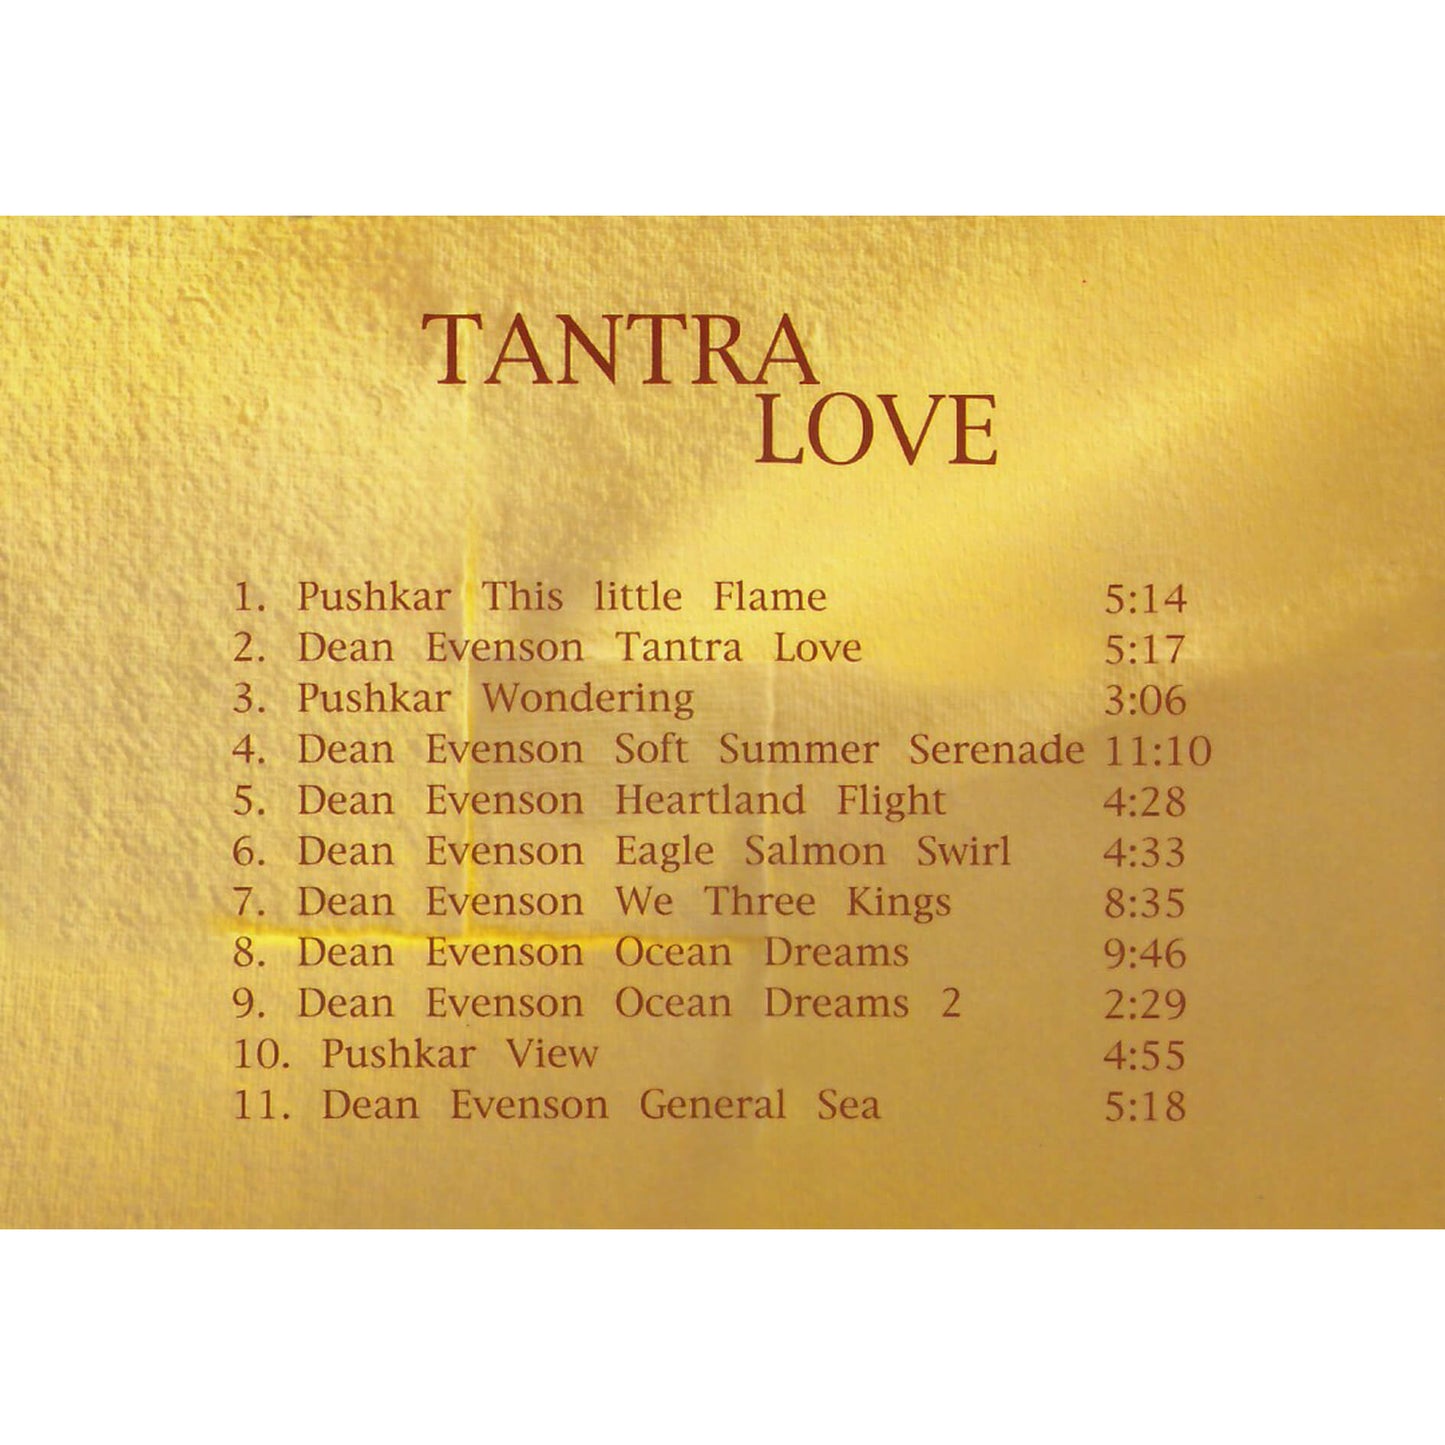 TANTRA
LOVE
1. Pushkar This little Flame 5:14
2. Dean Evenson Tantra Love 5:17
3. Pushkar Wondering 3:06
4. Dean Evenson Soft Summer Serenade 11:10
5. Dean Evenson Heartland Flight 4:28
6. Dean Evenson Eagle Salmon Swirl 4:33
7. Dean Evenson We Three Kings 8:35
8. Dean Evenson Ocean Dreams 9:46
9. Dean Evenson Ocean Dreams 2 2:29
10. Pushkar View 4:55
11. Dean Evenson General Sea 5:18